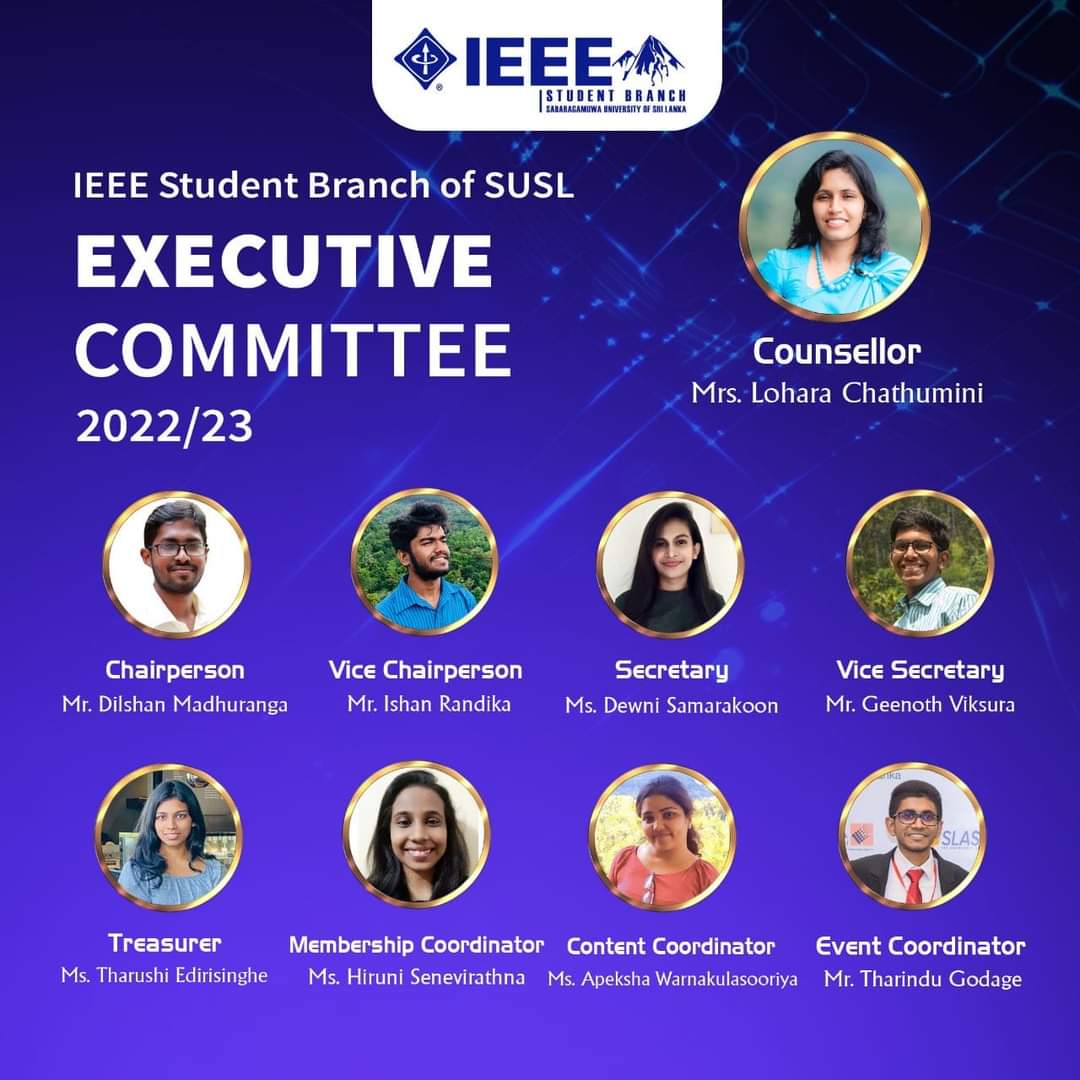 IEEE
STUDENT BRANCH
SABARAGAMUWA UNIVERSITY OF SRI LANKA
IEEE Student Branch of SUSL
EXECUTIVE
COMMITTEE
2022/23
Counsellor
Mrs. Lohara Chathumini
Chairperson
Mr. Dilshan Madhuranga
Vice Chairperson
Mr. Ishan Randika
Secretary
Ms. Dewni Samarakoon
Vice Secretary
Mr. Geenoth Viksura
SLAS
Treasurer
Ms. Tharushi Edirisinghe
Membership Coordinator
Ms. Hiruni Senevirathna
Content Coordinator
Ms. Apeksha Warnakulasooriya
Event Coordinator
Mr. Tharindu Godage